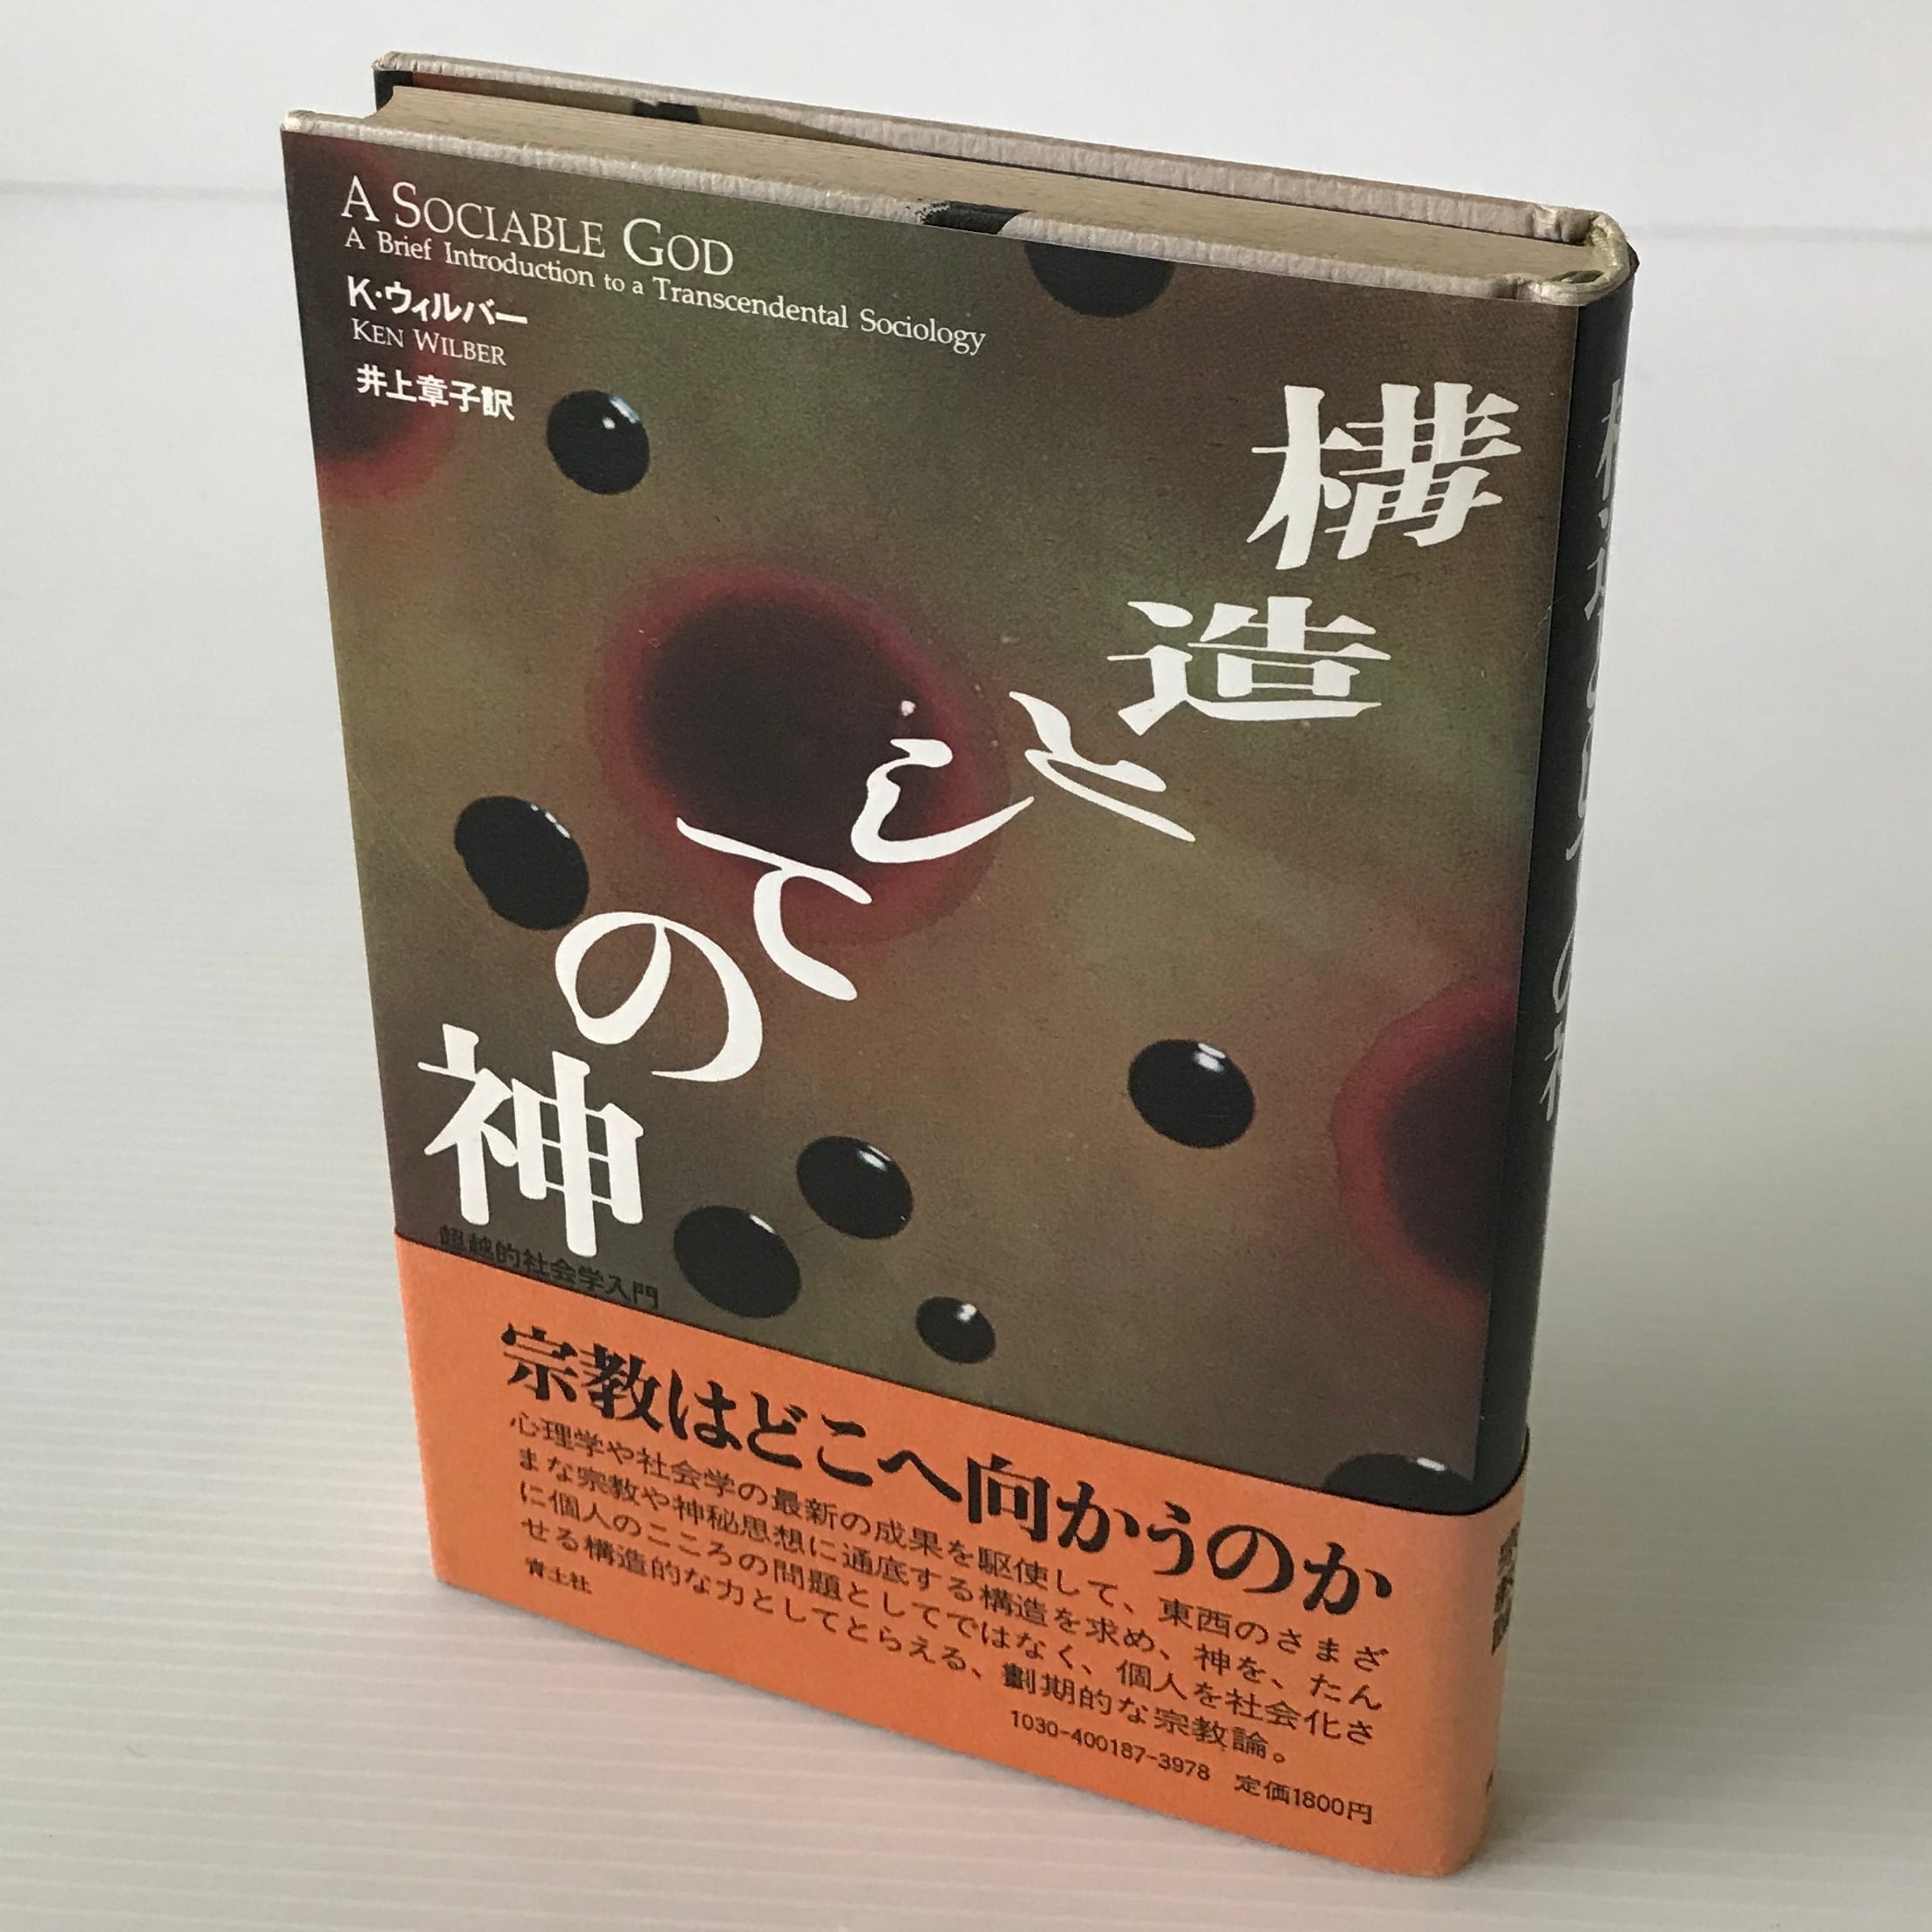 A SOCIABLE GOD
A Brief Introduction to a Transcendental Sociology
K・ウィルバー
KEN WILBER
井上章子訳
構造としての神
超越的社会学入門
宗教はどこへ向かうのか
心理学や社会学の最新の成果を駆使して、東西のさまざ
まな宗教や神秘思想に通底する構造を求め、神を、たん
に個人のこころの問題としてではなく、個人を社会化さ
せる構造的な力としてとらえる、劃期的な宗教論。
青土社
1030-400187-3978 定価1800円
構造としての神